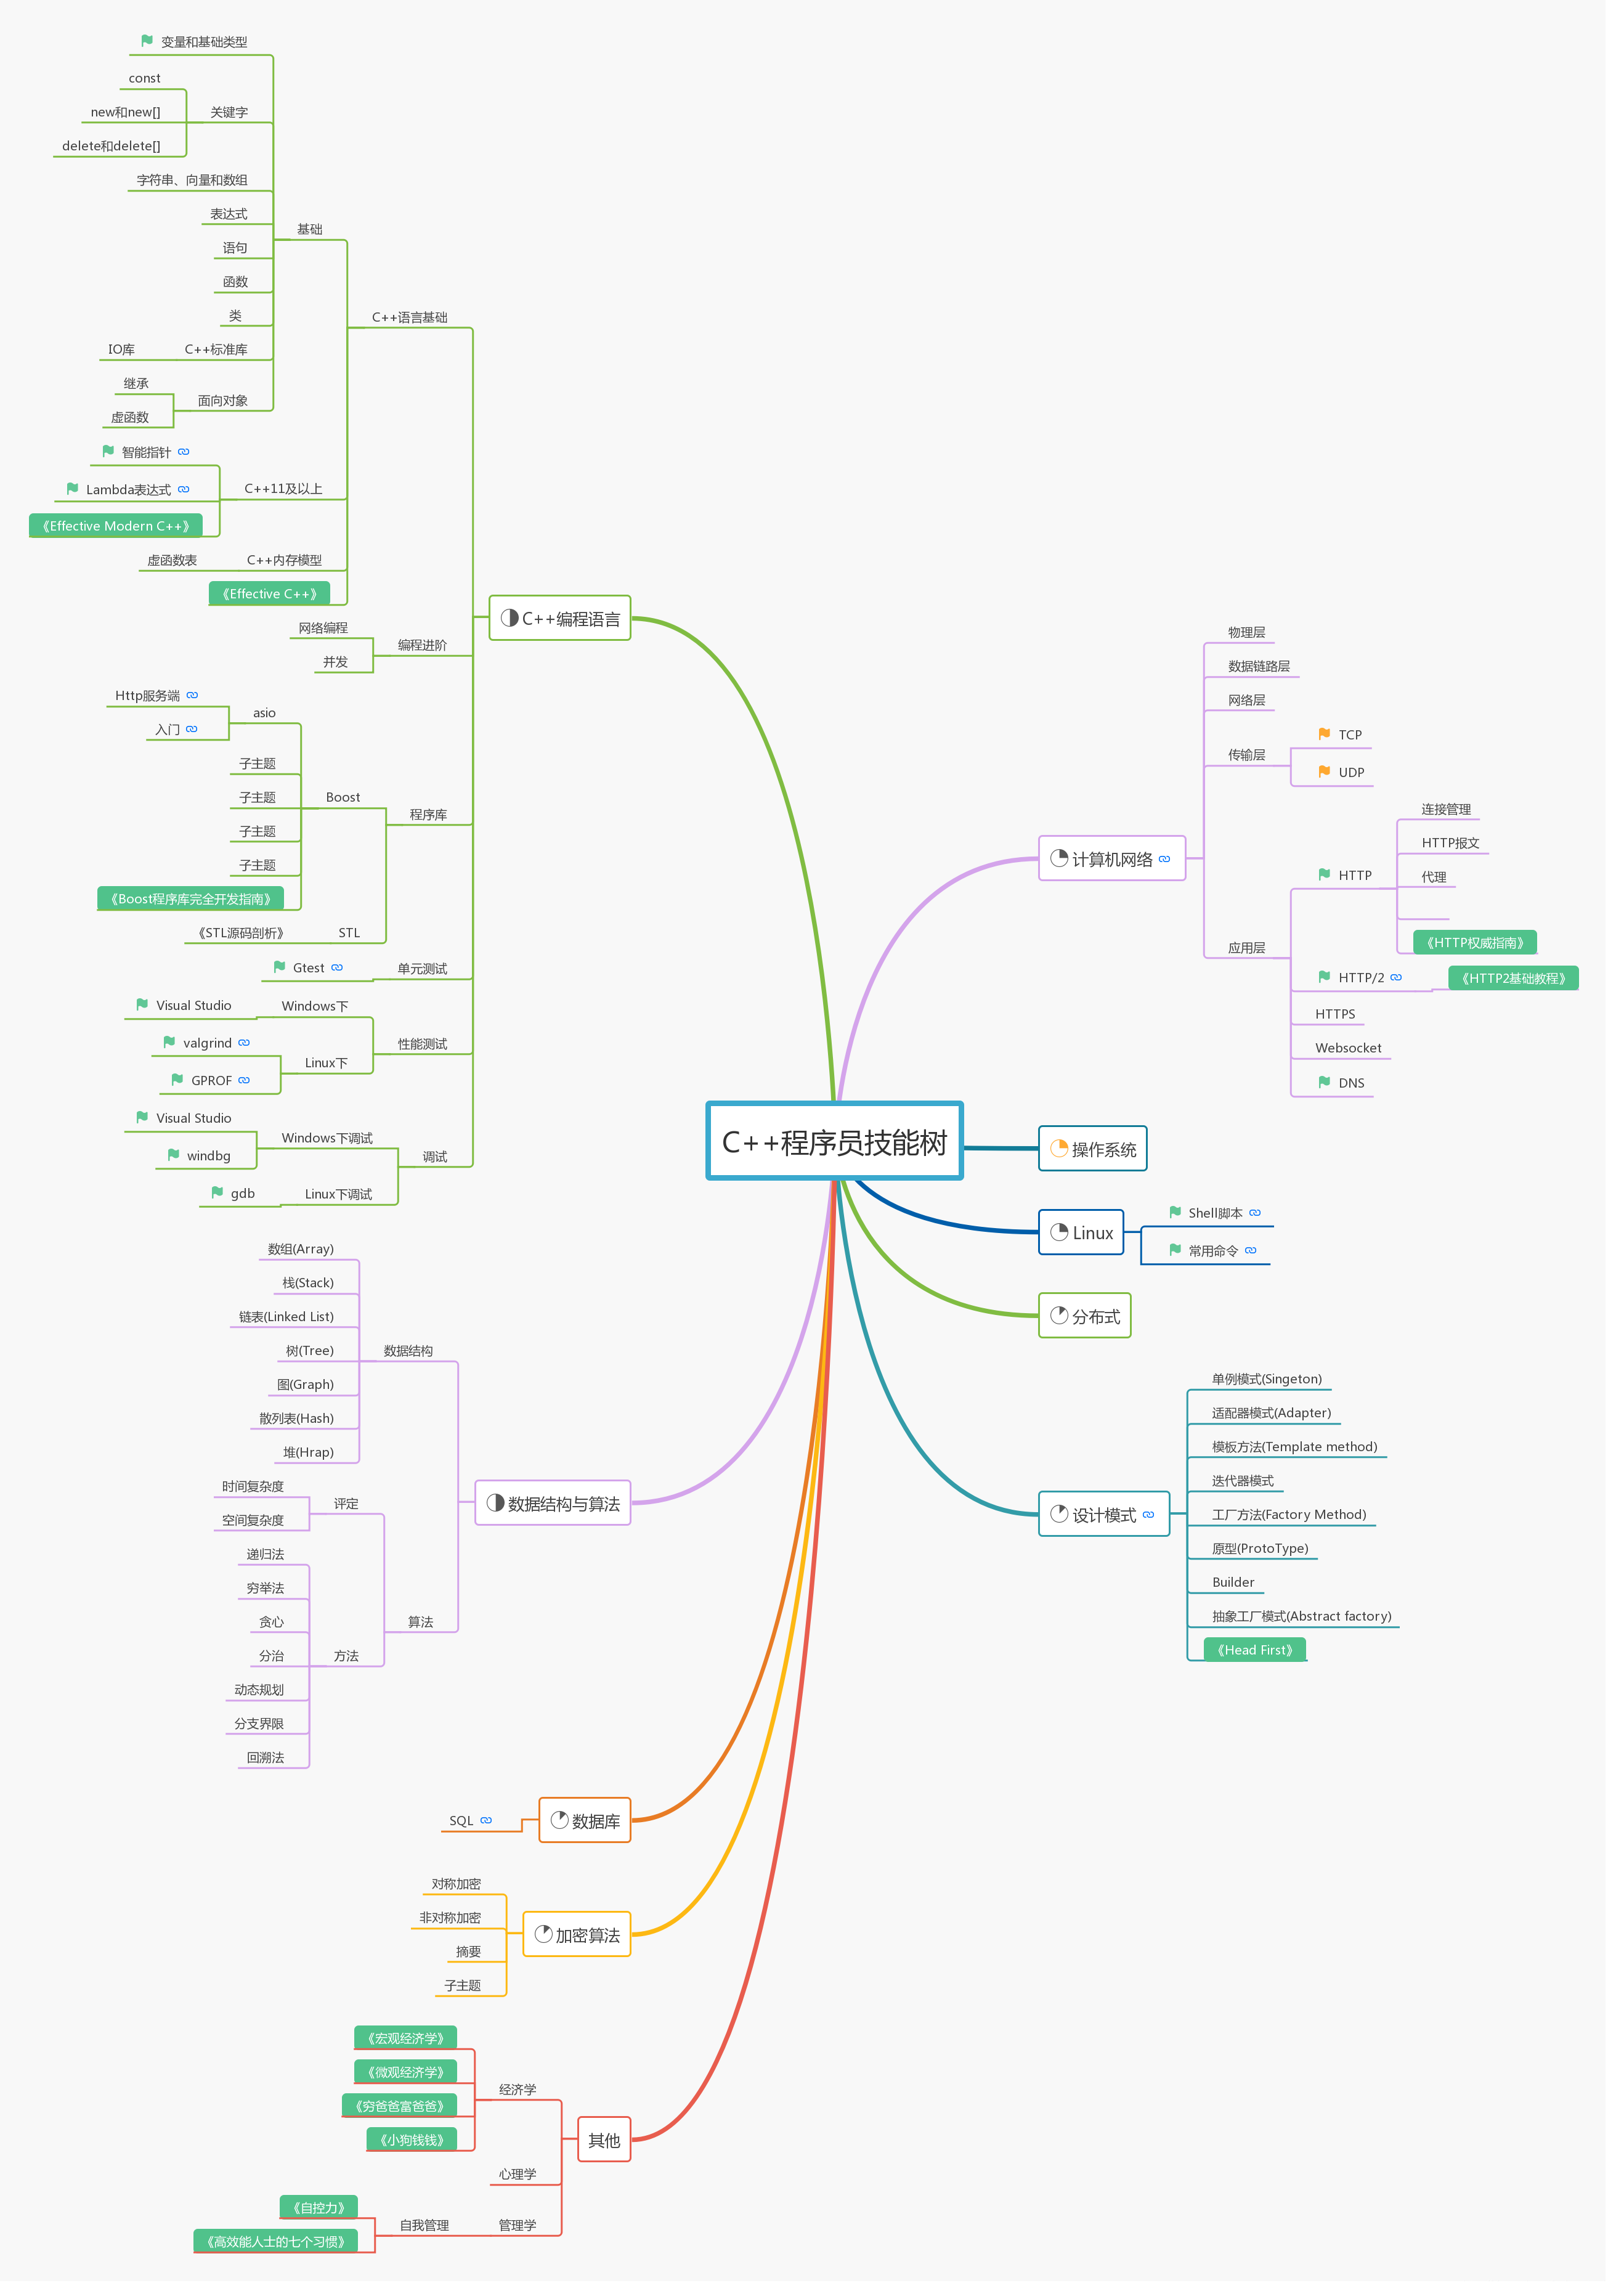 C++程序员技能树
C++编程语言
C++语言基础
基础
变量和基础类型
关键字
const
new和new[]
delete和delete[]
字符串、向量和数组
表达式
语句
函数
类
C++标准库
IO库
面向对象
继承
虚函数
C++11及以上
智能指针
Lambda表达式
《Effective Modern C++》
C++内存模型
虚函数表
《Effective C++》
编程进阶
网络编程
并发
程序库
Boost
asio
Http服务端
入门
子主题
子主题
子主题
子主题
《Boost程序库完全开发指南》
STL
《STL源码剖析》
单元测试
Gtest
性能测试
Windows下
Visual Studio
Linux下
valgrind
GPROF
调试
Windows下调试
Visual Studio
windbg
Linux下调试
gdb
数据结构与算法
数据结构
数组(Array)
栈(Stack)
链表(Linked List)
树(Tree)
图(Graph)
散列表(Hash)
堆(Hrap)
算法
评定
时间复杂度
空间复杂度
方法
递归法
穷举法
贪心
分治
动态规划
分支界限
回溯法
数据库
SQL
加密算法
对称加密
非对称加密
摘要
子主题
其他
经济学
《宏观经济学》
《微观经济学》
《穷爸爸富爸爸》
《小狗钱钱》
心理学
管理学
自我管理
《自控力》
《高效能人士的七个习惯》
计算机网络
物理层
数据链路层
网络层
传输层
TCP
UDP
应用层
HTTP
连接管理
HTTP报文
代理
《HTTP权威指南》
HTTP/2
《HTTP2基础教程》
HTTPS
Websocket
DNS
操作系统
Linux
Shell脚本
常用命令
分布式
设计模式
单例模式(Singeton)
适配器模式(Adapter)
模板方法(Template method)
迭代器模式
工厂方法(Factory Method)
原型(ProtoType)
Builder
抽象工厂模式(Abstract factory)
《Head First》